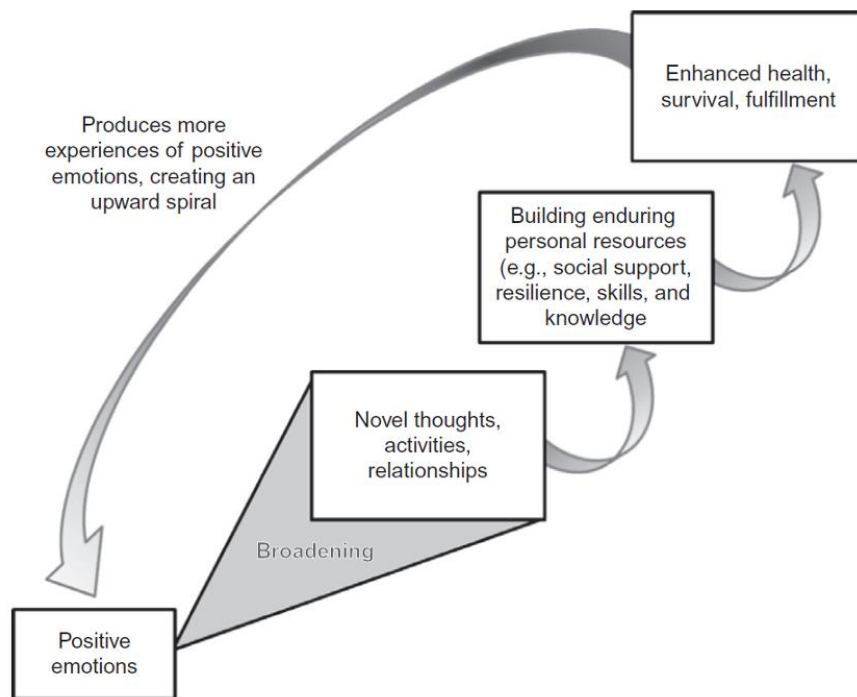 Enhanced health,
survival, fulfillment
Produces more
experiences of positive
emotions, creating an
upward spiral
Building enduring
personal resources
(e.g., social support,
resilience, skills, and
knowledge
Novel thoughts,
activities,
relationships
Broadening
Positive
emotions